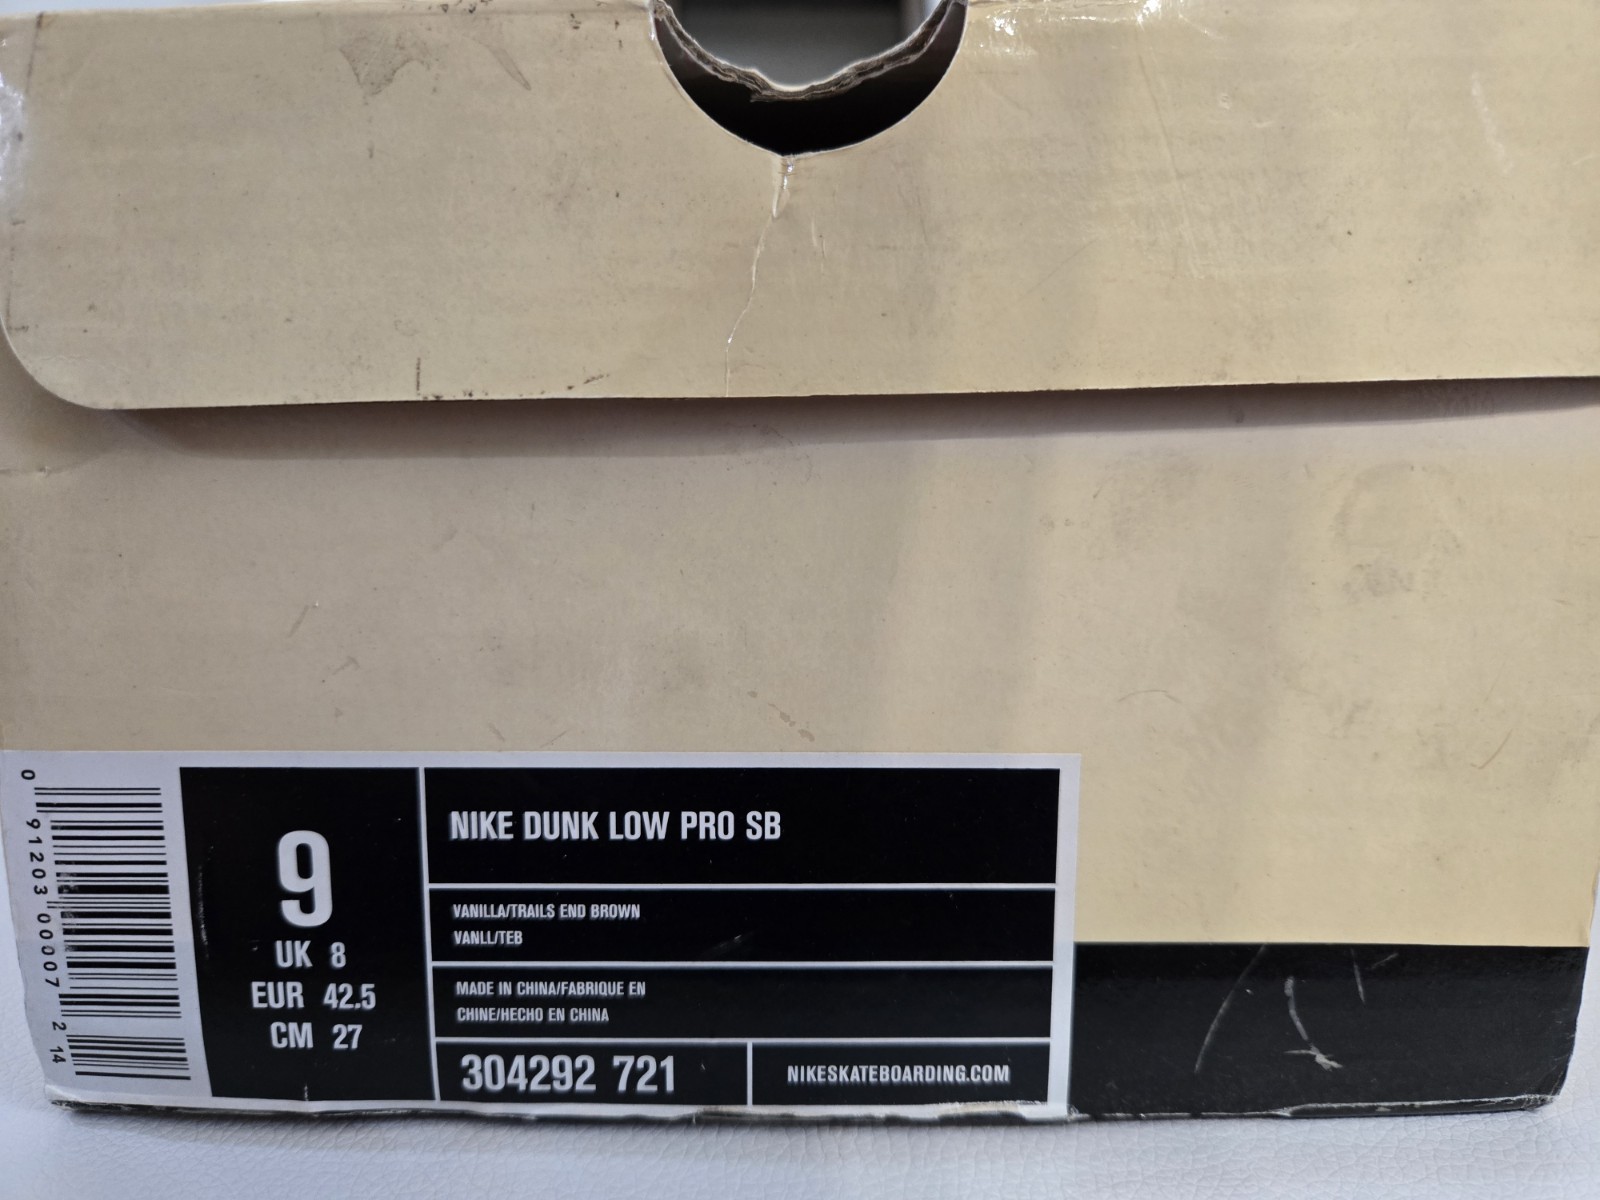 0 91203 00007 2 14
9
UK 8
EUR 42.5
CM 27
NIKE DUNK LOW PRO SB
VANILLA/TRAILS END BROWN
VANLL/TEB
MADE IN CHINA/FABRIQUE EN
CHINE/HECHO EN CHINA
304292 721
NIKESKATEBOARDING.COM